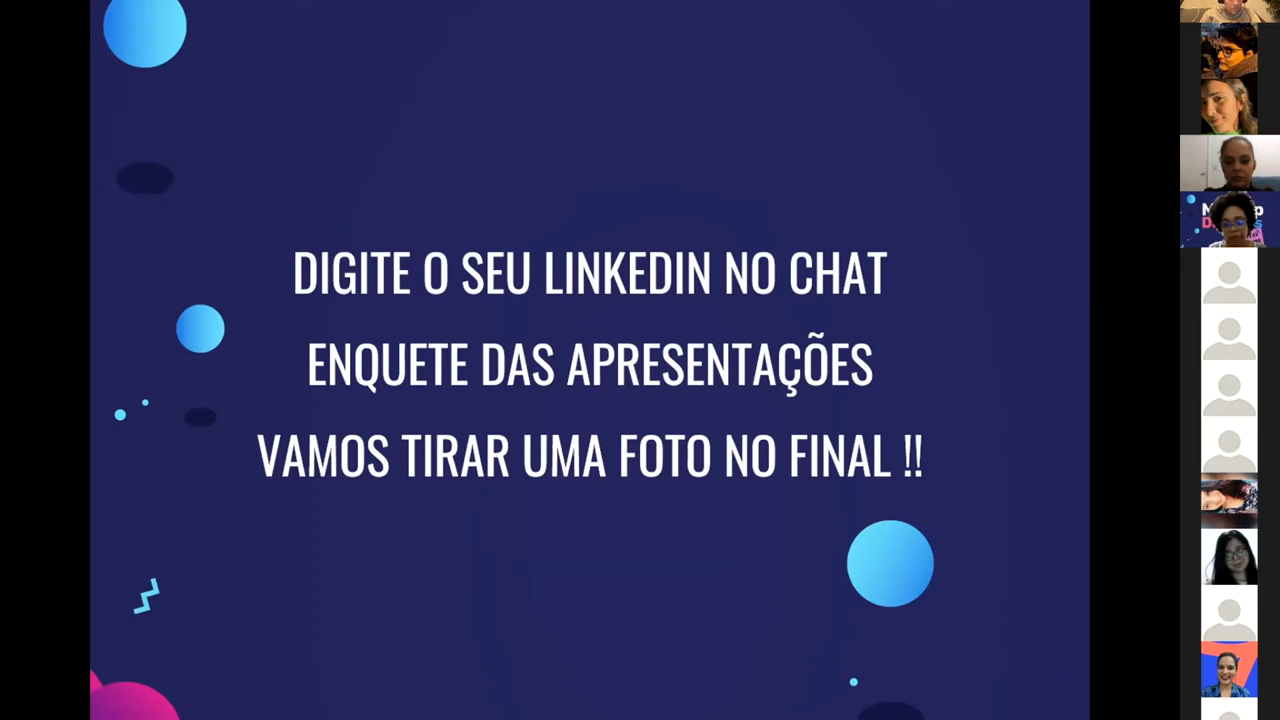 DIGITE O SEU LINKEDIN NO CHAT
ENQUETE DAS APRESENTAÇÕES
VAMOS TIRAR UMA FOTO NO FINAL !!